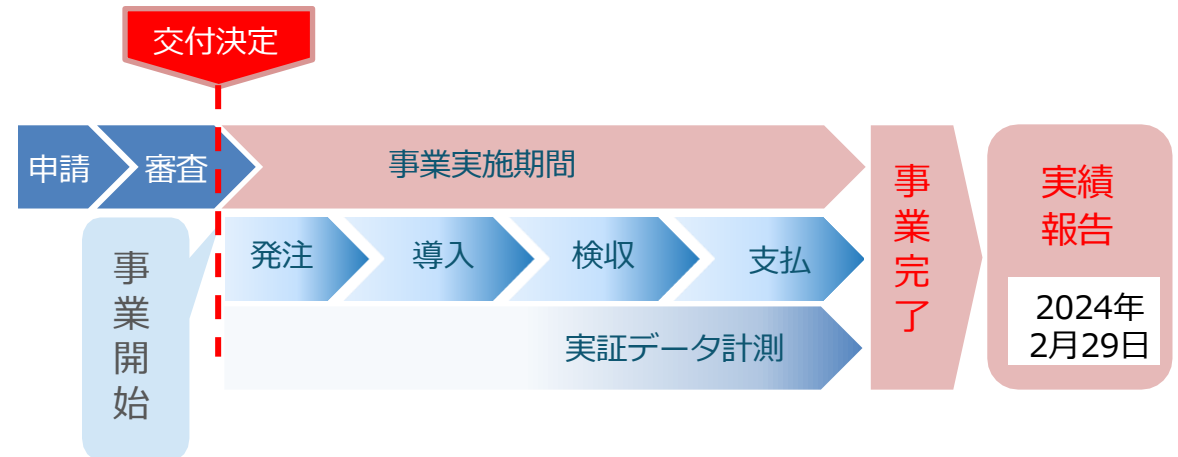 交付決定
申請
審査
事業実施期間
事業開始
発注
導入
検収
支払
実証データ計測
事業完了
実績
報告
2024年
2月29日